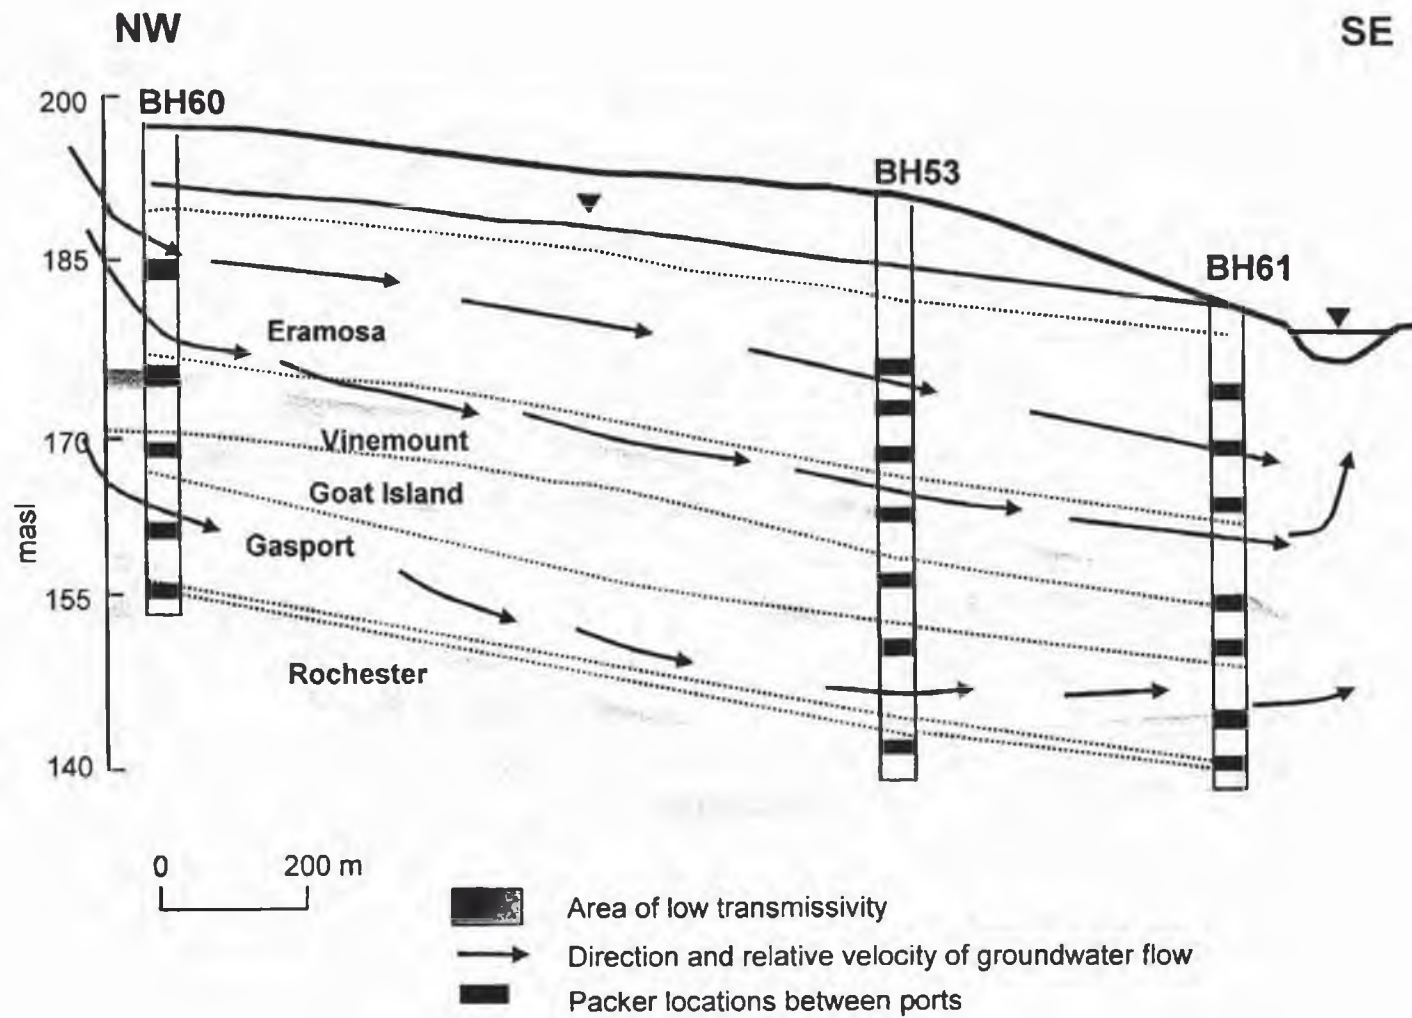 NW
SE
200
BH60
BH53
185
BH61
Eramosa
170
Vinemount
Goat Island
masl
Gasport
155
Rochester
140
0 200 m
Area of low transmissivity
Direction and relative velocity of groundwater flow
Packer locations between ports